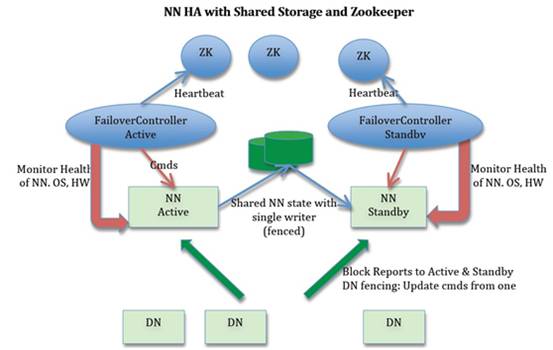 NN HA with Shared Storage and Zookeeper
ZK
ZK
ZK
Heartbeat
Heartbeat
FailoverController
Active
FailoverController
Standby
Cmds
Monitor Health
of NN. OS, HW
Monitor Health
of NN. OS, HW
NN
Active
Shared NN state with
single writer
(fenced)
NN
Standby
Block Reports to Active & Standby
DN fencing: Update cmds from one
DN
DN
DN